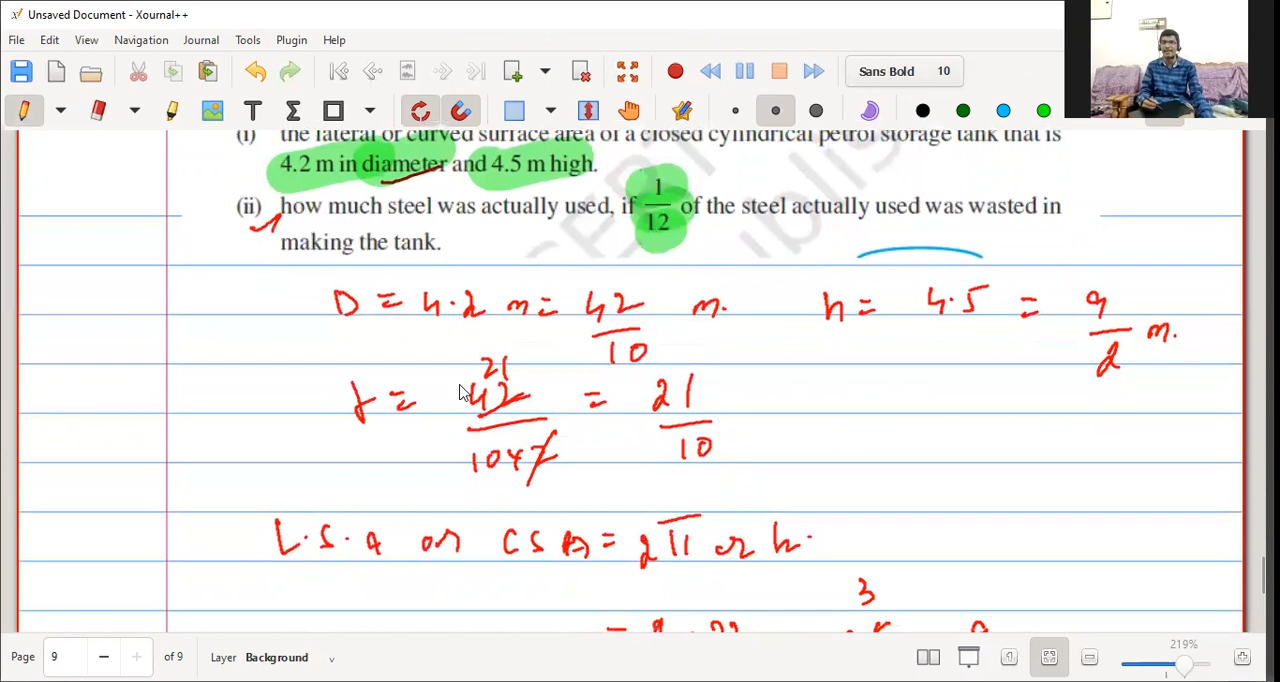 Unsaved Document - Xournal++
File Edit View Navigation Journal Tools Plugin Help
Sans Bold 10
(i) the lateral or curved surface area of a closed cylindrical petrol storage tank that is
4.2 m in diameter and 4.5 m high.
(ii) how much steel was actually used, if 1/12 of the steel actually used was wasted in
making the tank.
D = 4.2 m = 42/10 m. h = 4.5 = 9/2 m.
21
r = 42/10×2 = 21/10
L.S.A or CSA = 2πrh.
3
Page 9 of 9 Layer Background 219%